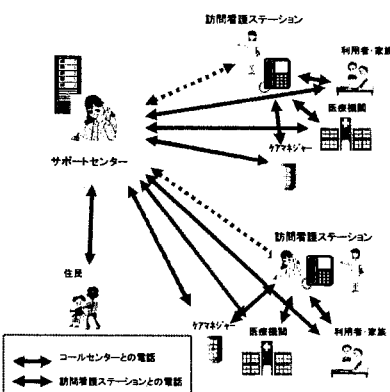 訪問看護ステーション
利用者・家族
医療機関
ケアマネジャー
サポートセンター
訪問看護ステーション
住民
ケアマネジャー
医療機関
利用者・家族
コールセンターとの電話
訪問看護ステーションとの電話